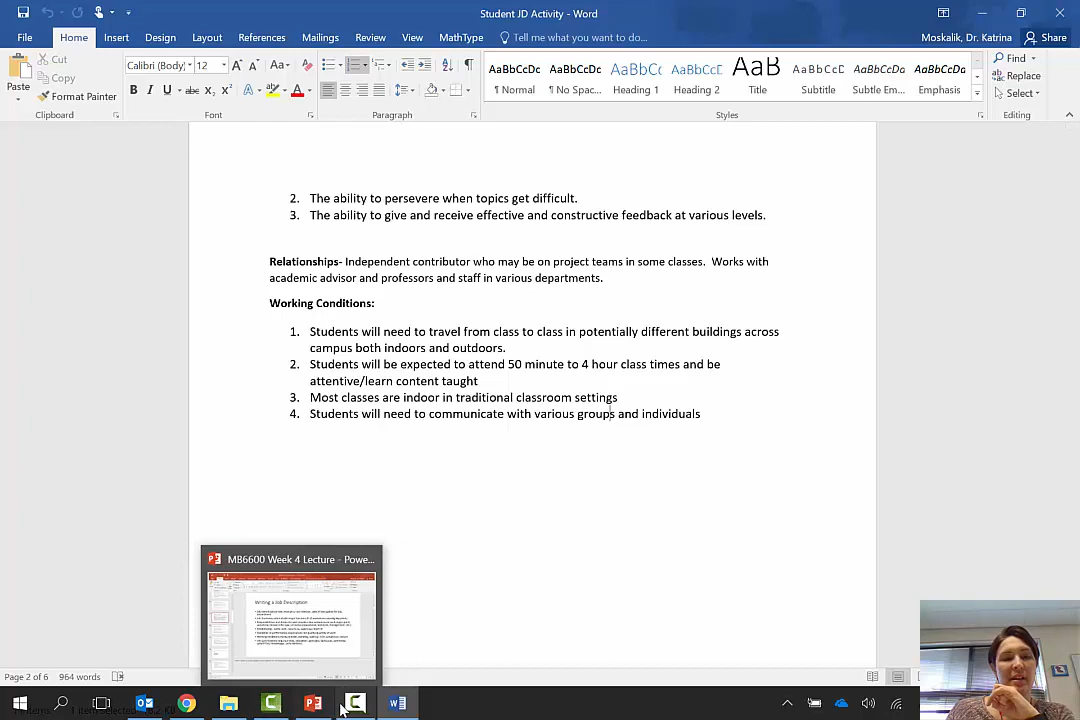 Student JD Activity - Word
File Home Insert Design Layout References Mailings Review View MathType Tell me what you want to do... Moskalik, Dr. Katrina Share
Paste
Cut
Copy
Format Painter
Clipboard
Calibri (Body) 12
Font
Paragraph
AaBbCcDc AaBbCcDc AaBbCc AaBbCcE AaB AaBbCcD AaBbCcDa AaBbCcDa
¶ Normal ¶ No Spac... Heading 1 Heading 2 Title Subtitle Subtle Em... Emphasis
Styles
Find
Replace
Select
Editing
2. The ability to persevere when topics get difficult.
3. The ability to give and receive effective and constructive feedback at various levels.
Relationships- Independent contributor who may be on project teams in some classes. Works with
academic advisor and professors and staff in various departments.
Working Conditions:
1. Students will need to travel from class to class in potentially different buildings across
campus both indoors and outdoors.
2. Students will be expected to attend 50 minute to 4 hour class times and be
attentive/learn content taught
3. Most classes are indoor in traditional classroom settings
4. Students will need to communicate with various groups and individuals
MB6600 Week 4 Lecture - Powe...
Writing a Job Description
Page 2 of 6 964 words